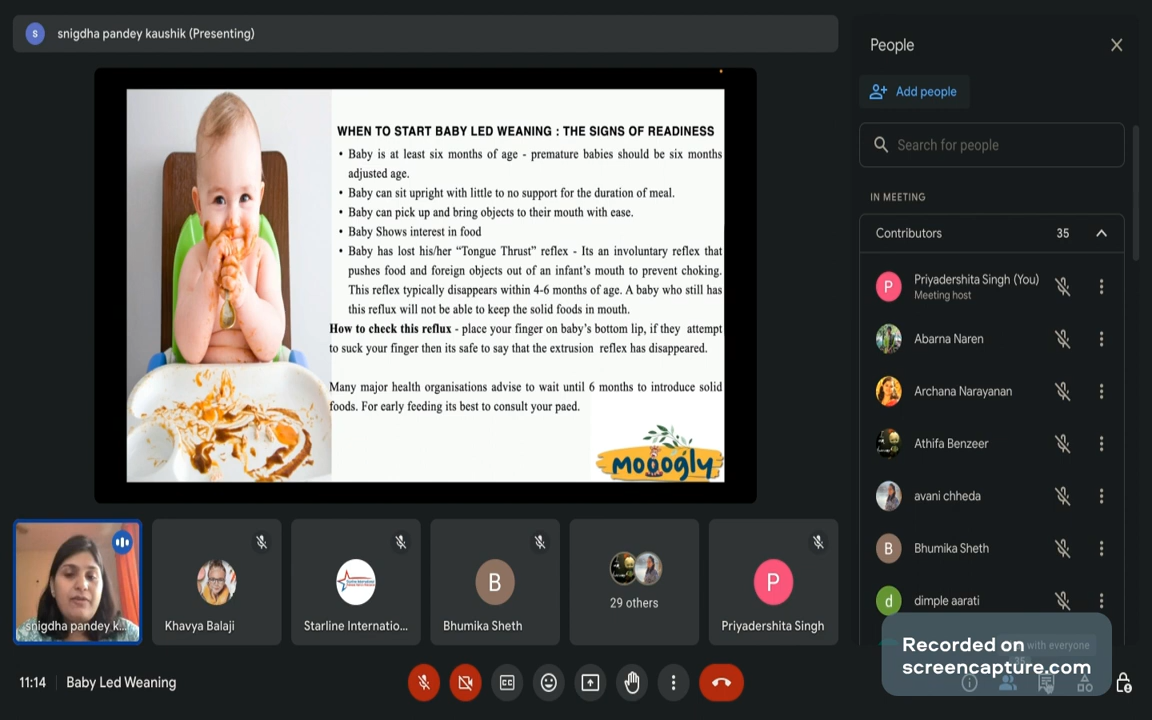 S
snigdha pandey kaushik (Presenting)
WHEN TO START BABY LED WEANING : THE SIGNS OF READINESS
• Baby is at least six months of age - premature babies should be six months
adjusted age.
• Baby can sit upright with little to no support for the duration of meal.
• Baby can pick up and bring objects to their mouth with ease.
• Baby Shows interest in food
• Baby has lost his/her “Tongue Thrust” reflex - Its an involuntary reflex that
pushes food and foreign objects out of an infant’s mouth to prevent choking.
This reflex typically disappears within 4-6 months of age. A baby who still has
this reflux will not be able to keep the solid foods in mouth.
How to check this reflux - place your finger on baby’s bottom lip, if they attempt
to suck your finger then its safe to say that the extrusion reflex has disappeared.
Many major health organisations advise to wait until 6 months to introduce solid
foods. For early feeding its best to consult your paed.
mooogly
snigdha pandey k...
Khavya Balaji
Starline Internatio...
B
Bhumika Sheth
29 others
P
Priyadershita Singh
11:14
Baby Led Weaning
CC
People
Add people
Search for people
IN MEETING
Contributors
35
P
Priyadershita Singh (You)
Meeting host
Abarna Naren
Archana Narayanan
Athifa Benzeer
avani chheda
B
Bhumika Sheth
d
dimple aarati
Recorded on
screencapture.com
with everyone